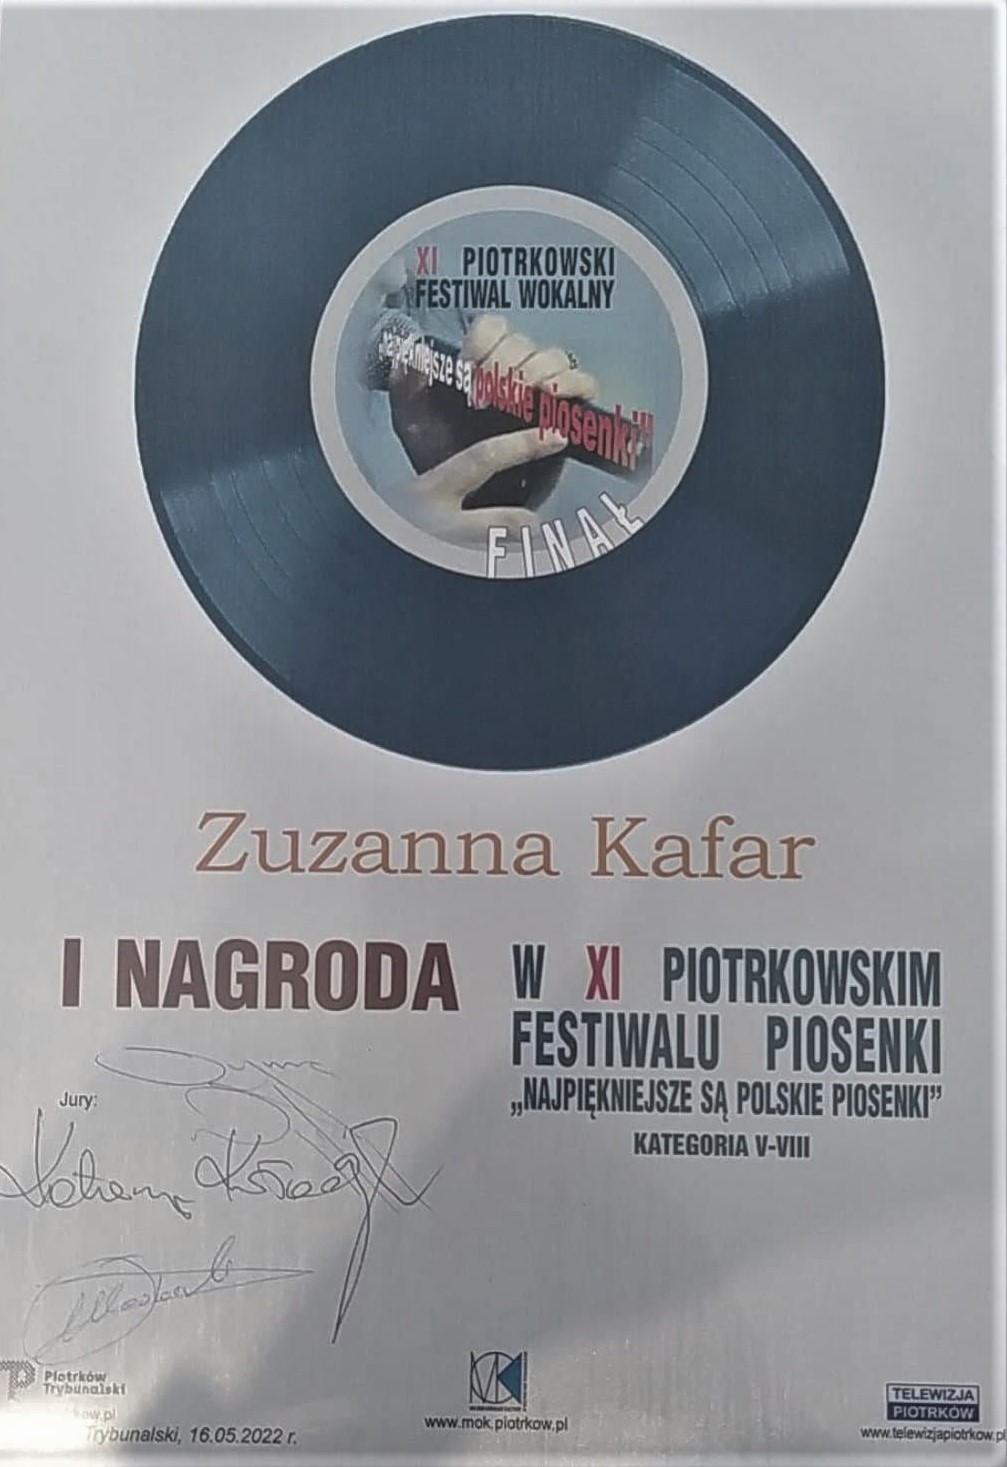 XI PIOTRKOWSKI
FESTIWAL WOKALNY
„najpiękniejsze są polskie piosenki"
FINAŁ
Zuzanna Kafar
I NAGRODA
W XI PIOTRKOWSKIM
FESTIWALU PIOSENKI
„NAJPIĘKNIEJSZE SĄ POLSKIE PIOSENKI”
KATEGORIA V-VIII
Jury:
Piotrków
Trybunalski
kow.pl
Trybunalski, 16.05.2022 r.
www.mok.piotrkow.pl
TELEWIZJA
PIOTRKÓW
www.telewizjapiotrkow.pl